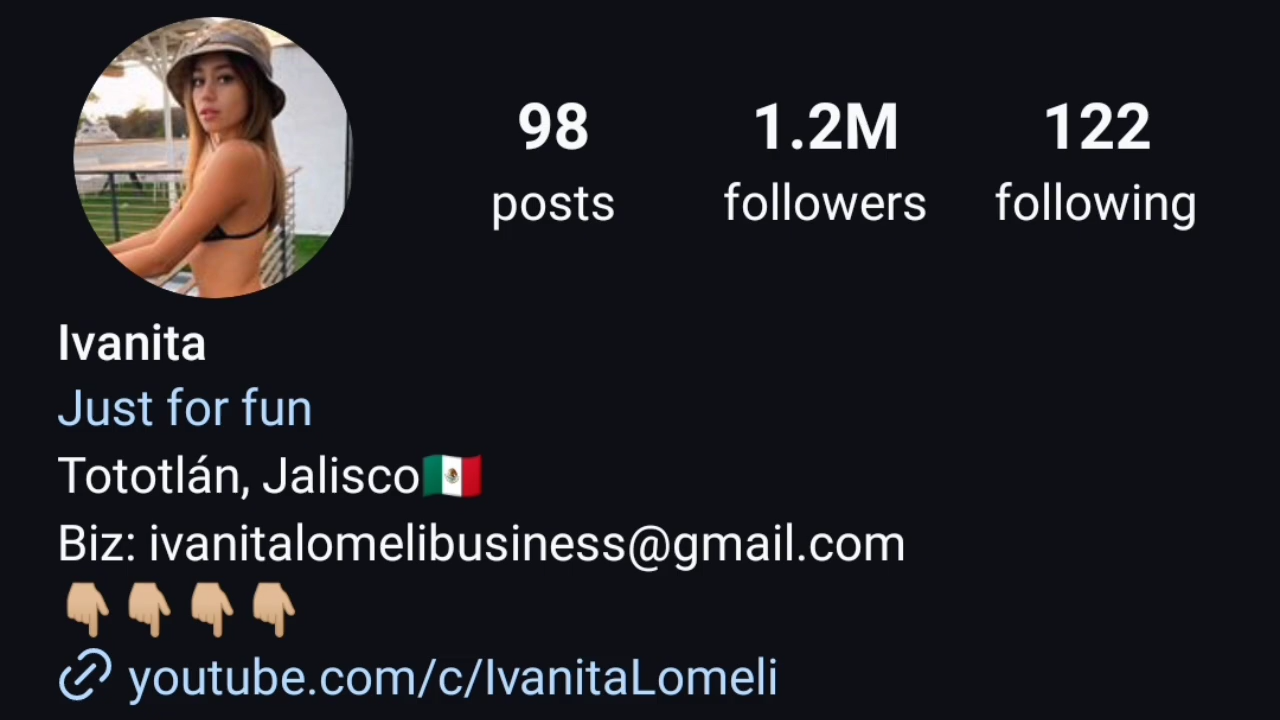 98 1.2M 122
posts followers following
Ivanita
Just for fun
Tototlán, Jalisco🇲🇽
Biz: ivanitalomelibusiness@gmail.com
👇🏼👇🏼👇🏼👇🏼
youtube.com/c/IvanitaLomeli